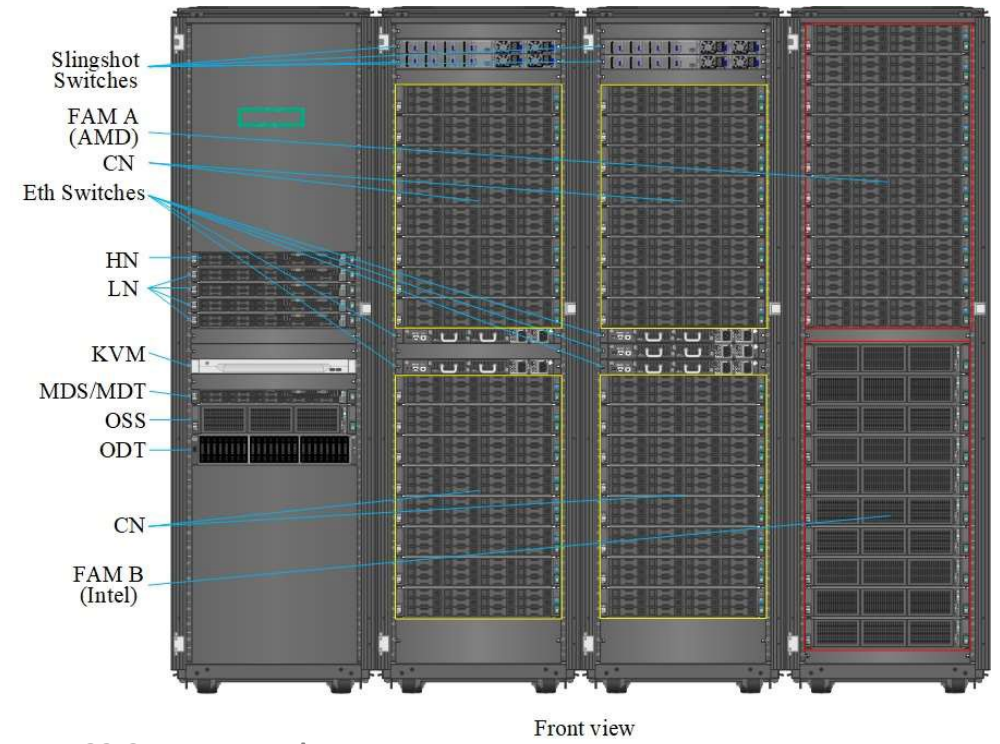 Slingshot
Switches
FAM A
(AMD)
CN
Eth Switches
HN
LN
KVM
MDS/MDT
OSS
ODT
CN
FAM B
(Intel)
Front view